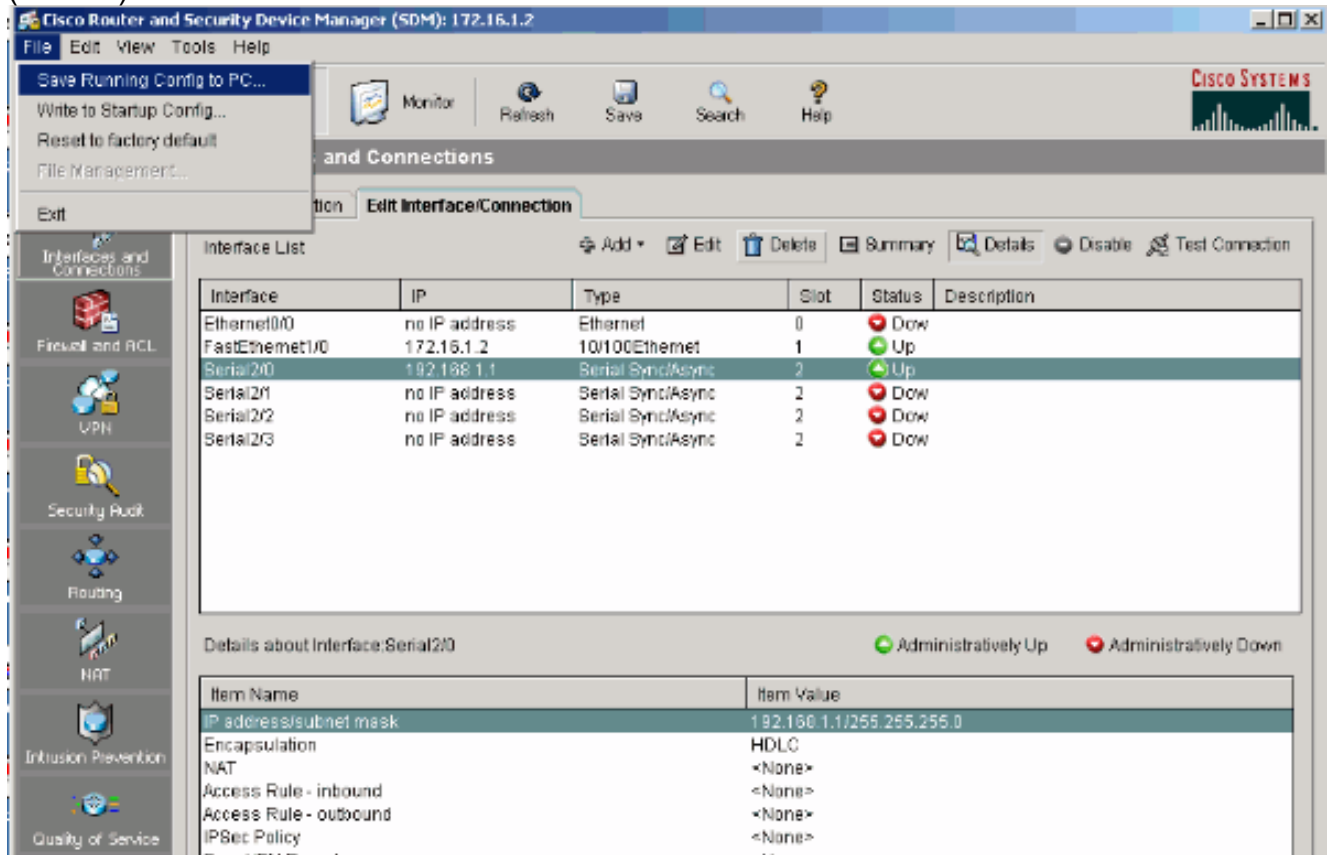 Cisco Router and Security Device Manager (SDM): 172.16.1.2
File Edit View Tools Help
Save Running Config to PC...
Write to Startup Config...
Reset to factory default
File Management...
Exit
Monitor Refresh Save Search Help
CISCO SYSTEMS
and Connections
tion Edit Interface/Connection
Interfaces and
Connections
Firewall and ACL
VPN
Security Audit
Routing
NAT
Intrusion Prevention
Quality of Service
Interface List Add Edit Delete Summary Details Disable Test Connection
Interface IP Type Slot Status Description
Ethernet0/0 no IP address Ethernet 0 Dow
FastEthernet1/0 172.16.1.2 10/100Ethernet 1 Up
Serial2/0 192.168.1.1 Serial Sync/Async 2 Up
Serial2/1 no IP address Serial Sync/Async 2 Dow
Serial2/2 no IP address Serial Sync/Async 2 Dow
Serial2/3 no IP address Serial Sync/Async 2 Dow
Details about Interface:Serial2/0 Administratively Up Administratively Down
Item Name Item Value
IP address/subnet mask 192.168.1.1/255.255.255.0
Encapsulation HDLC
NAT <None>
Access Rule - inbound <None>
Access Rule - outbound <None>
IPSec Policy <None>